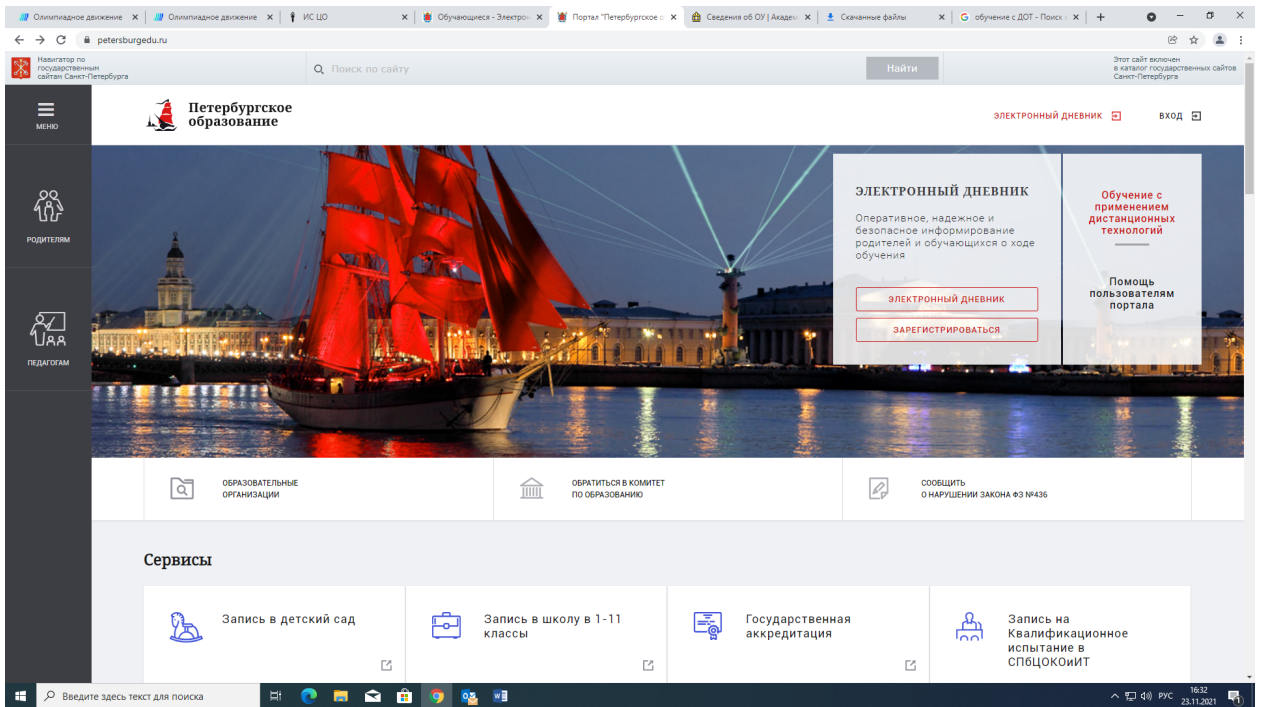 Олимпиадное движение
Олимпиадное движение
ИС ЦО
Обучающиеся - Электрон
Портал "Петербургское о
Сведения об ОУ | Академ
Скачанные файлы
обучение с ДОТ - Поиск
petersburgedu.ru
Навигатор по
государственным
сайтам Санкт-Петербурга
Поиск по сайту
Найти
Этот сайт включен
в каталог государственных сайтов
Санкт-Петербурга
МЕНЮ
Петербургское
образование
ЭЛЕКТРОННЫЙ ДНЕВНИК
ВХОД
РОДИТЕЛЯМ
ПЕДАГОГАМ
ЭЛЕКТРОННЫЙ ДНЕВНИК
Оперативное, надежное и
безопасное информирование
родителей и обучающихся о ходе
обучения
ЭЛЕКТРОННЫЙ ДНЕВНИК
ЗАРЕГИСТРИРОВАТЬСЯ
Обучение с
применением
дистанционных
технологий
Помощь
пользователям
портала
ОБРАЗОВАТЕЛЬНЫЕ
ОРГАНИЗАЦИИ
ОБРАТИТЬСЯ В КОМИТЕТ
ПО ОБРАЗОВАНИЮ
СООБЩИТЬ
О НАРУШЕНИИ ЗАКОНА ФЗ №436
Сервисы
Запись в детский сад
Запись в школу в 1-11
классы
Государственная
аккредитация
Запись на
Квалификационное
испытание в
СПбЦОКОиИТ
Введите здесь текст для поиска
РУС
16:32
23.11.2021